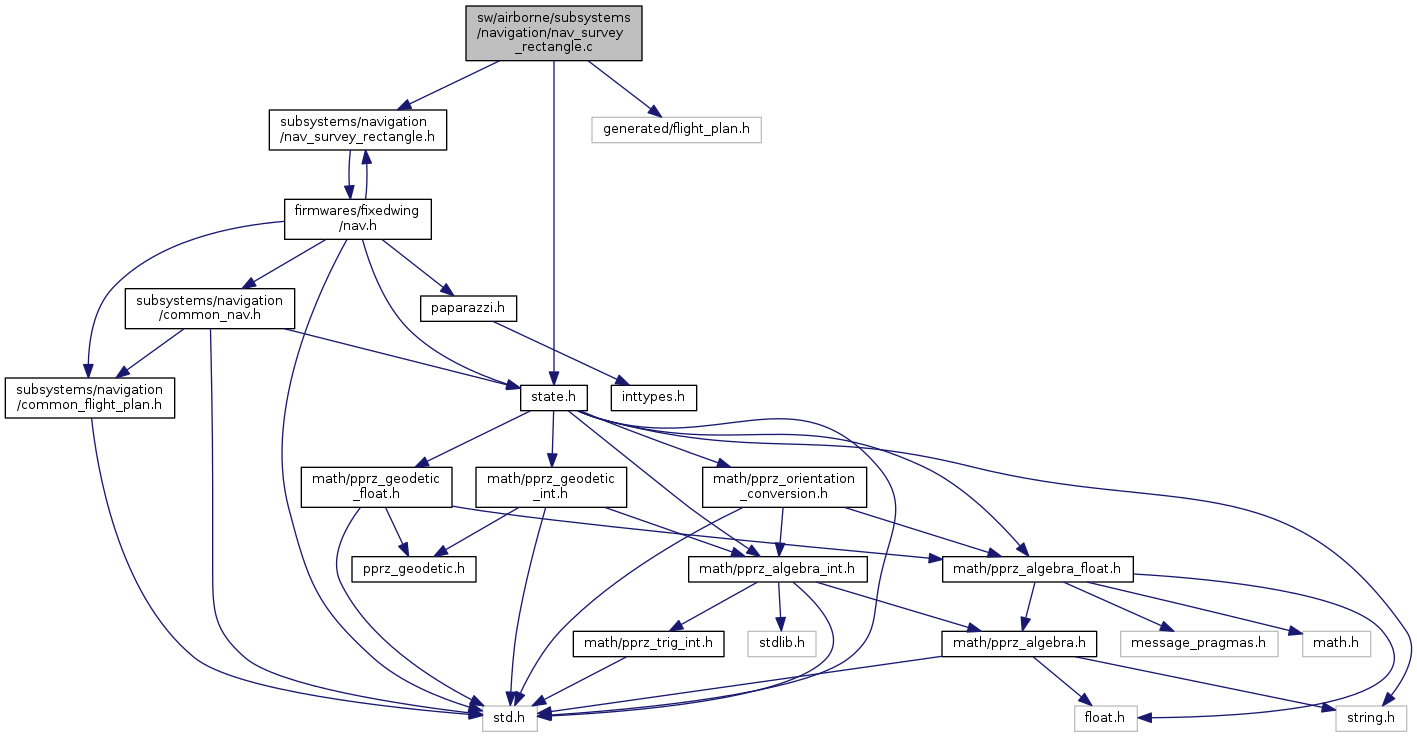 sw/airborne/subsystems
/navigation/nav_survey
_rectangle.c
subsystems/navigation
/nav_survey_rectangle.h
generated/flight_plan.h
firmwares/fixedwing
/nav.h
subsystems/navigation
/common_nav.h
paparazzi.h
subsystems/navigation
/common_flight_plan.h
state.h
inttypes.h
math/pprz_geodetic
_float.h
math/pprz_geodetic
_int.h
math/pprz_orientation
_conversion.h
pprz_geodetic.h
math/pprz_algebra_int.h
math/pprz_algebra_float.h
math/pprz_trig_int.h
stdlib.h
math/pprz_algebra.h
message_pragmas.h
math.h
std.h
float.h
string.h